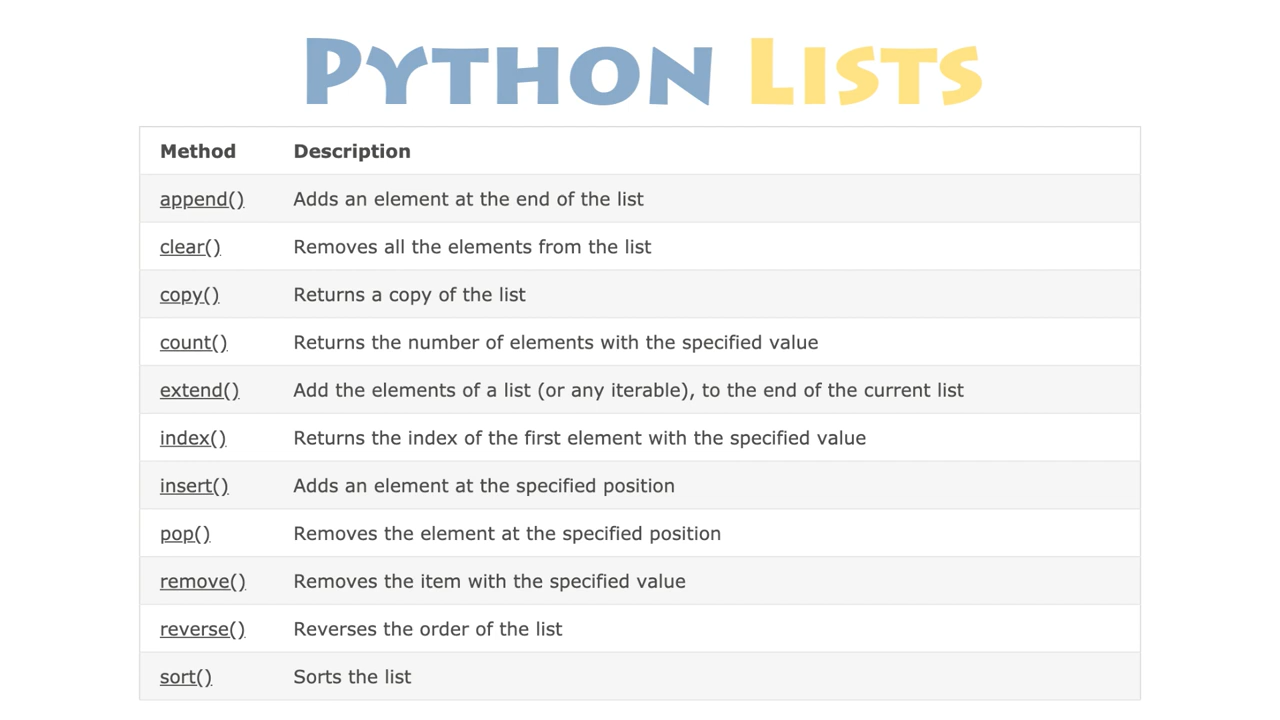 Python Lists
Method Description
append() Adds an element at the end of the list
clear() Removes all the elements from the list
copy() Returns a copy of the list
count() Returns the number of elements with the specified value
extend() Add the elements of a list (or any iterable), to the end of the current list
index() Returns the index of the first element with the specified value
insert() Adds an element at the specified position
pop() Removes the element at the specified position
remove() Removes the item with the specified value
reverse() Reverses the order of the list
sort() Sorts the list